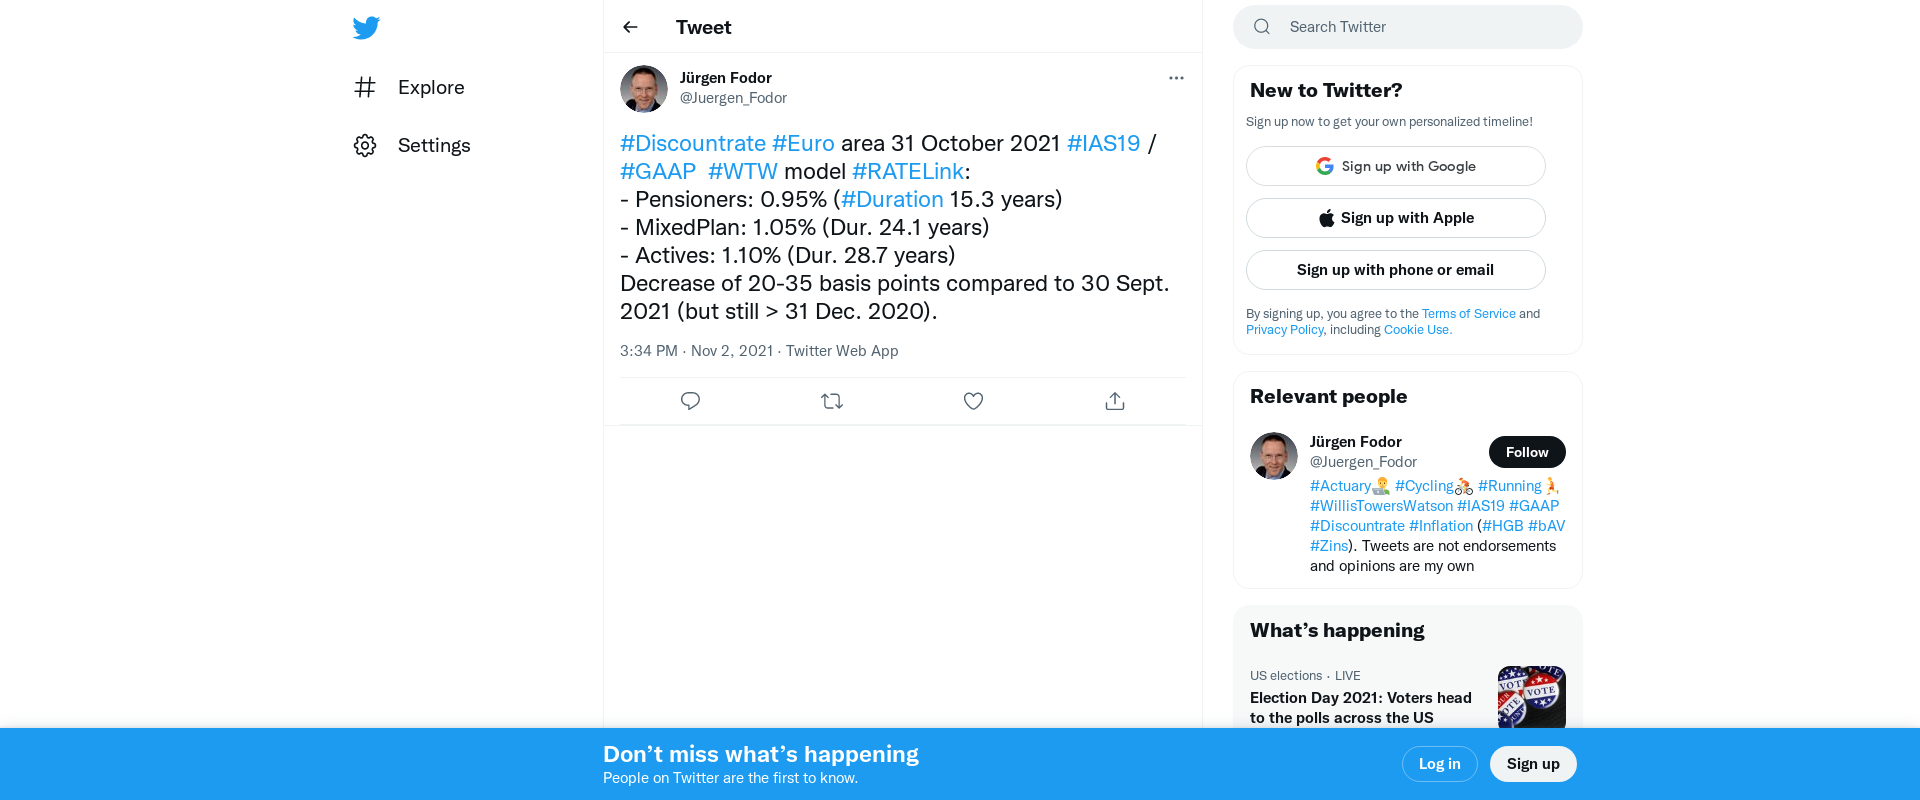 Explore
Settings
Tweet
Jürgen Fodor
@Juergen_Fodor
#Discountrate #Euro area 31 October 2021 #IAS19 /
#GAAP #WTW model #RATELink:
- Pensioners: 0.95% (#Duration 15.3 years)
- MixedPlan: 1.05% (Dur. 24.1 years)
- Actives: 1.10% (Dur. 28.7 years)
Decrease of 20-35 basis points compared to 30 Sept.
2021 (but still > 31 Dec. 2020).
3:34 PM · Nov 2, 2021 · Twitter Web App
Search Twitter
New to Twitter?
Sign up now to get your own personalized timeline!
Sign up with Google
Sign up with Apple
Sign up with phone or email
By signing up, you agree to the Terms of Service and
Privacy Policy, including Cookie Use.
Relevant people
Jürgen Fodor
@Juergen_Fodor
Follow
#Actuary #Cycling #Running
#WillisTowersWatson #IAS19 #GAAP
#Discountrate #Inflation (#HGB #bAV
#Zins). Tweets are not endorsements
and opinions are my own
What's happening
US elections · LIVE
Election Day 2021: Voters head
to the polls across the US
VOTE
VOTE
VOTE
Don't miss what's happening
People on Twitter are the first to know.
Log in
Sign up